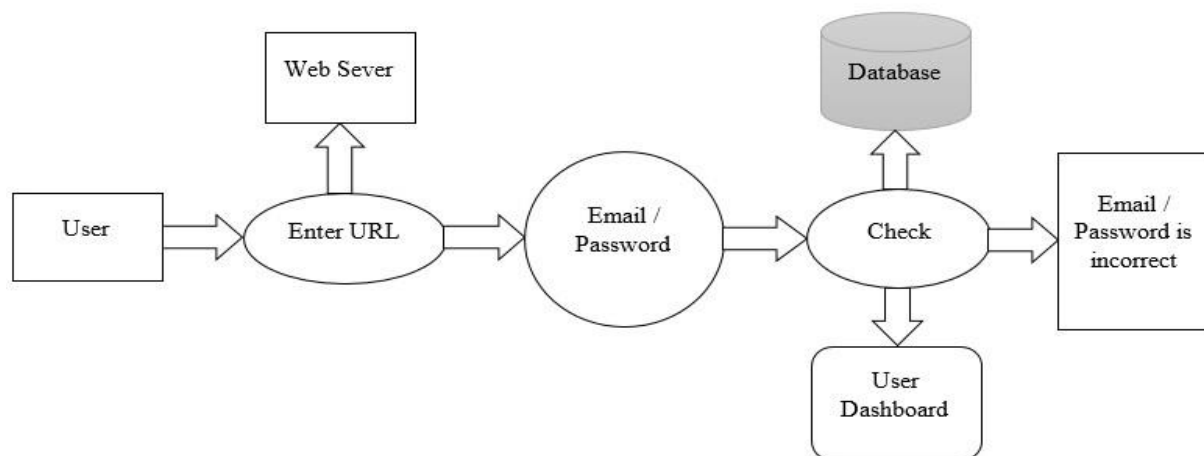 Web Sever
Database
User
Enter URL
Email /
Password
Check
Email /
Password is
incorrect
User
Dashboard